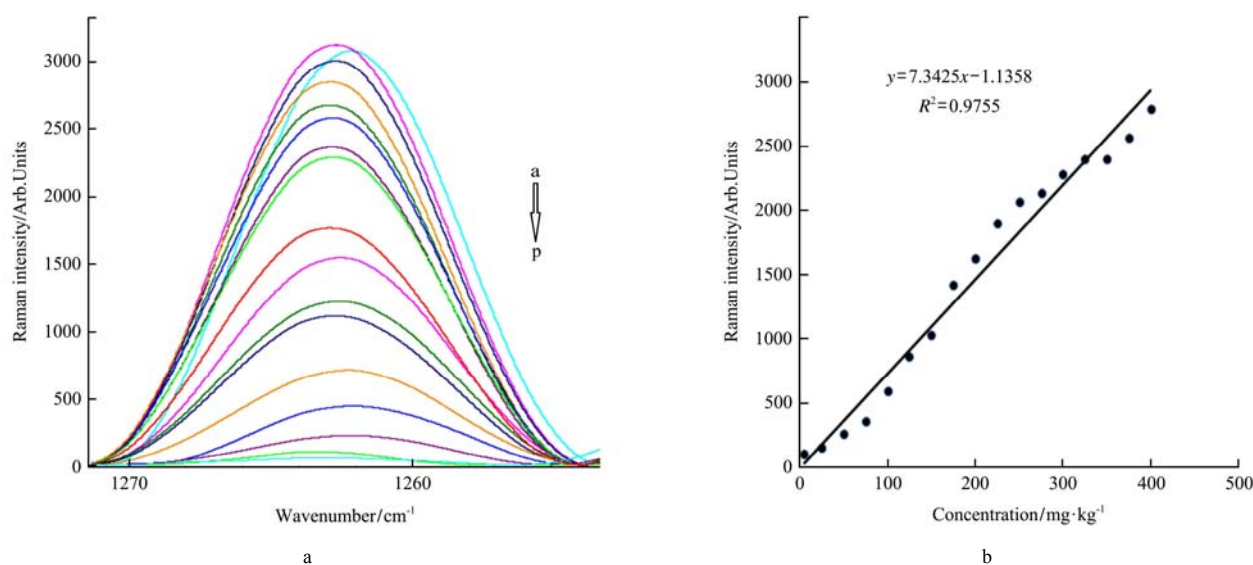 3000
2500
2000
1500
1000
500
0
Raman intensity/Arb.Units
a
p
1270
1260
Wavenumber/cm⁻¹
a
3000
2500
2000
1500
1000
500
0
Raman intensity/Arb.Units
y=7.3425x−1.1358
R²=0.9755
0 100 200 300 400 500
Concentration/mg·kg⁻¹
b